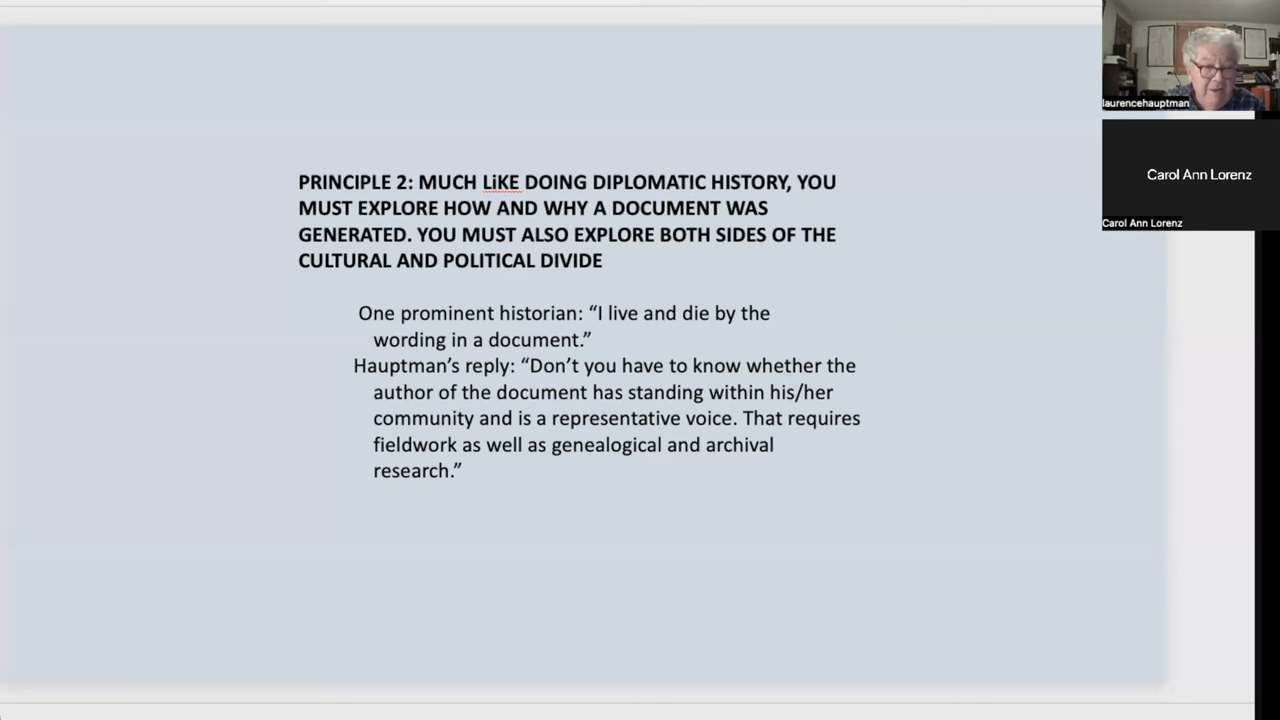 PRINCIPLE 2: MUCH LiKE DOING DIPLOMATIC HISTORY, YOU
MUST EXPLORE HOW AND WHY A DOCUMENT WAS
GENERATED. YOU MUST ALSO EXPLORE BOTH SIDES OF THE
CULTURAL AND POLITICAL DIVIDE
One prominent historian: “I live and die by the
wording in a document.”
Hauptman’s reply: “Don’t you have to know whether the
author of the document has standing within his/her
community and is a representative voice. That requires
fieldwork as well as genealogical and archival
research.”
laurencehauptman
Carol Ann Lorenz
Carol Ann Lorenz